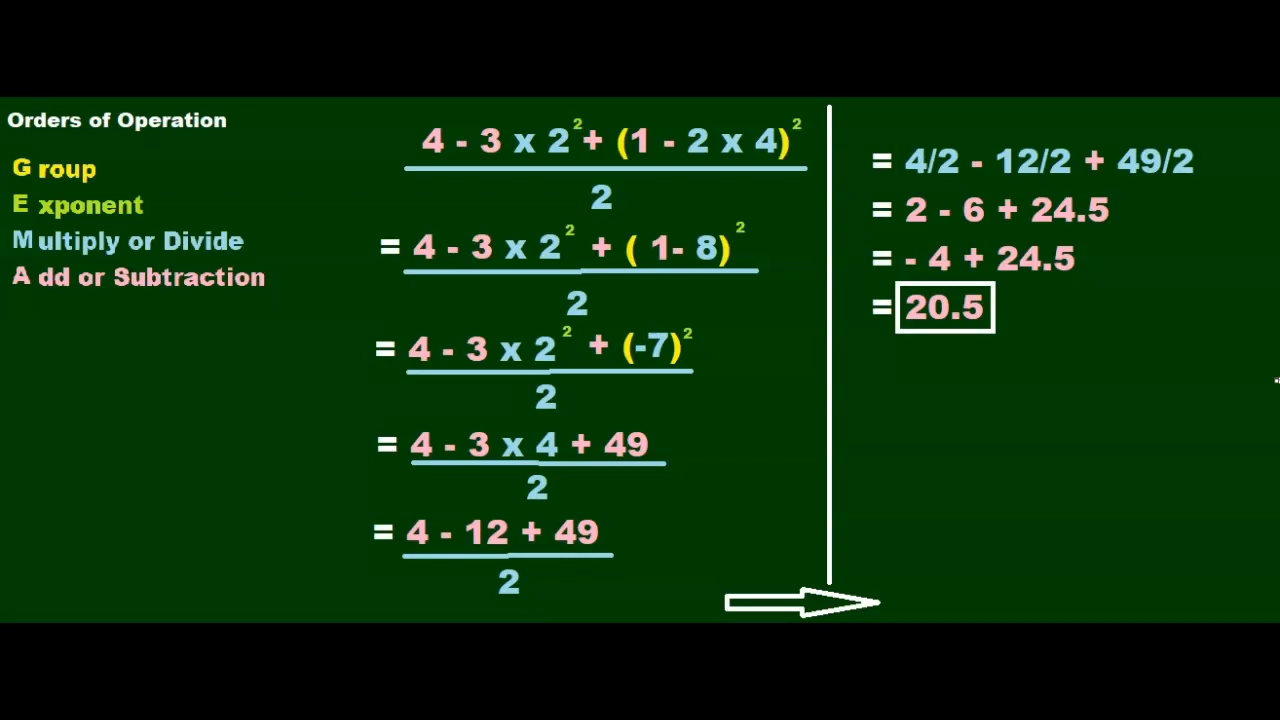 Orders of Operation
G roup
E xponent
M ultiply or Divide
A dd or Subtraction
4 - 3 x 2² + (1 - 2 x 4)²
2
= 4 - 3 x 2² + ( 1- 8)²
2
= 4 - 3 x 2² + (-7)²
2
= 4 - 3 x 4 + 49
2
= 4 - 12 + 49
2
= 4/2 - 12/2 + 49/2
= 2 - 6 + 24.5
= - 4 + 24.5
= 20.5